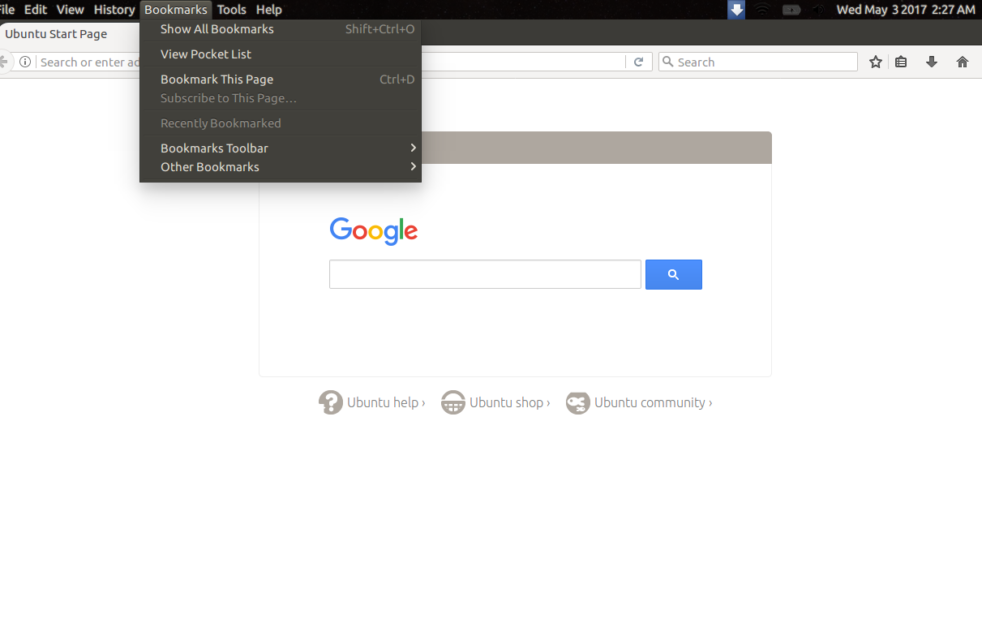 File Edit View History Bookmarks Tools Help Wed May 3 2017 2:27 AM
Ubuntu Start Page
Search or enter
Search
Show All Bookmarks Shift+Ctrl+O
View Pocket List
Bookmark This Page Ctrl+D
Subscribe to This Page...
Recently Bookmarked
Bookmarks Toolbar
Other Bookmarks
Google
Ubuntu help ›
Ubuntu shop ›
Ubuntu community ›